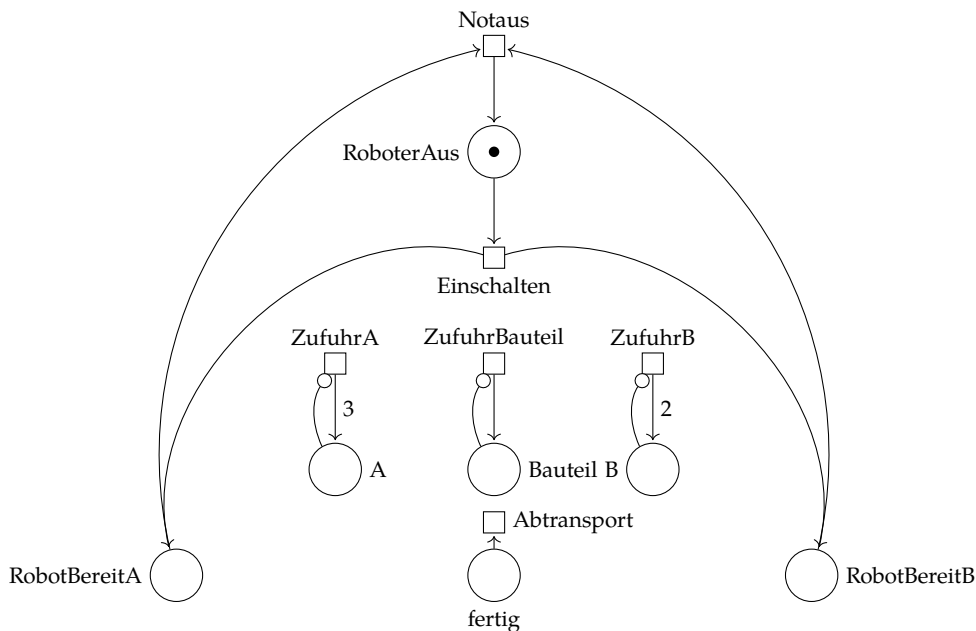 Notaus
RoboterAus
Einschalten
ZufuhrA
ZufuhrBauteil
ZufuhrB
3
2
A
Bauteil
B
Abtransport
RobotBereitA
RobotBereitB
fertig